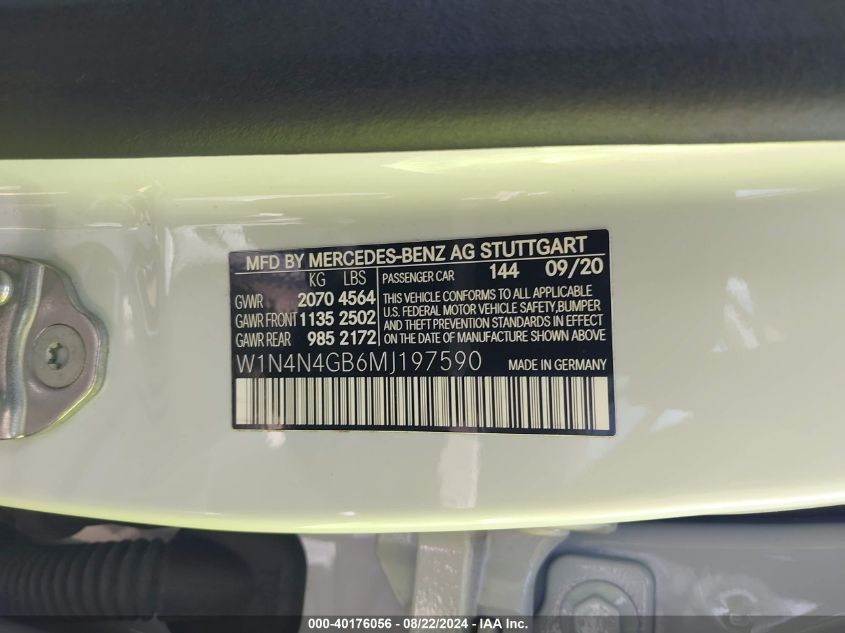 MFD BY MERCEDES-BENZ AG STUTTGART
KG LBS PASSENGER CAR 144 09/20
GVWR 2070 4564
GAWR FRONT 1135 2502
GAWR REAR 985 2172
THIS VEHICLE CONFORMS TO ALL APPLICABLE
U.S. FEDERAL MOTOR VEHICLE SAFETY, BUMPER
AND THEFT PREVENTION STANDARDS IN EFFECT
ON THE DATE OF MANUFACTURE SHOWN ABOVE
W1N4N4GB6MJ197590 MADE IN GERMANY
000-40176056 - 08/22/2024 - IAA Inc.